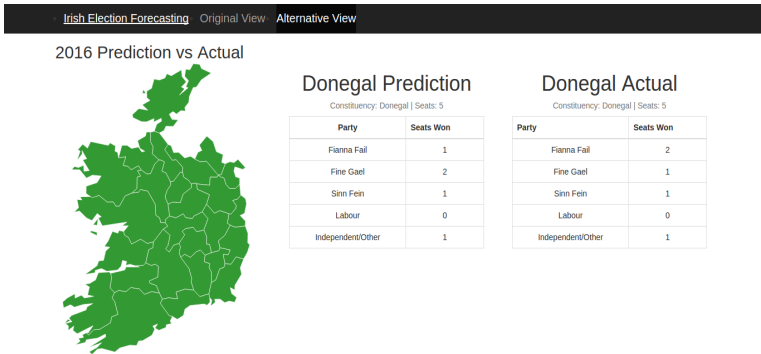 Irish Election Forecasting Original View Alternative View
2016 Prediction vs Actual
Donegal Prediction
Constituency: Donegal | Seats: 5
Party Seats Won
Fianna Fail 1
Fine Gael 2
Sinn Fein 1
Labour 0
Independent/Other 1
Donegal Actual
Constituency: Donegal | Seats: 5
Party Seats Won
Fianna Fail 2
Fine Gael 1
Sinn Fein 1
Labour 0
Independent/Other 1